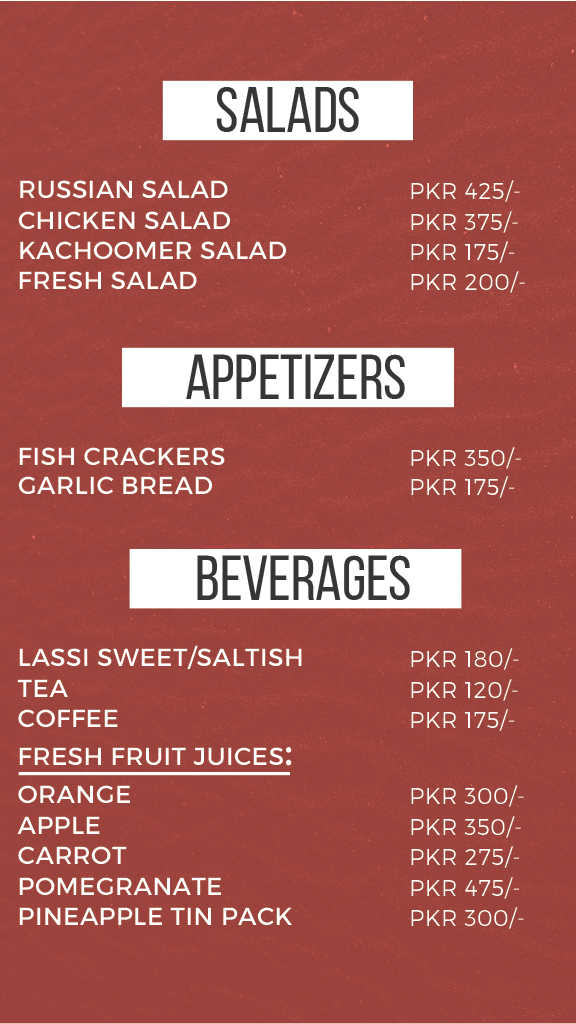 SALADS
RUSSIAN SALAD PKR 425/-
CHICKEN SALAD PKR 375/-
KACHOOMER SALAD PKR 175/-
FRESH SALAD PKR 200/-
APPETIZERS
FISH CRACKERS PKR 350/-
GARLIC BREAD PKR 175/-
BEVERAGES
LASSI SWEET/SALTISH PKR 180/-
TEA PKR 120/-
COFFEE PKR 175/-
FRESH FRUIT JUICES:
ORANGE PKR 300/-
APPLE PKR 350/-
CARROT PKR 275/-
POMEGRANATE PKR 475/-
PINEAPPLE TIN PACK PKR 300/-